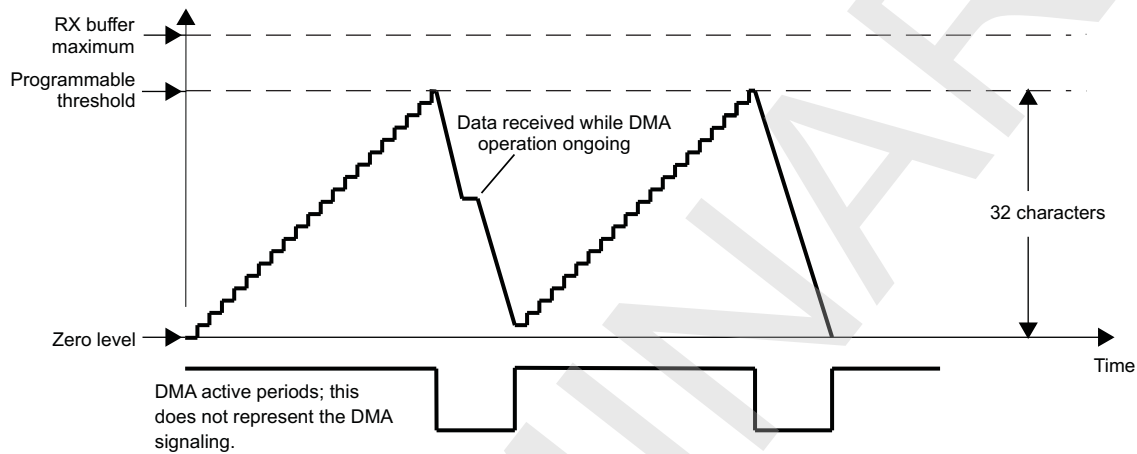 RX buffer
maximum
Programmable
threshold
Data received while DMA
operation ongoing
32 characters
Zero level
Time
DMA active periods; this
does not represent the DMA
signaling.